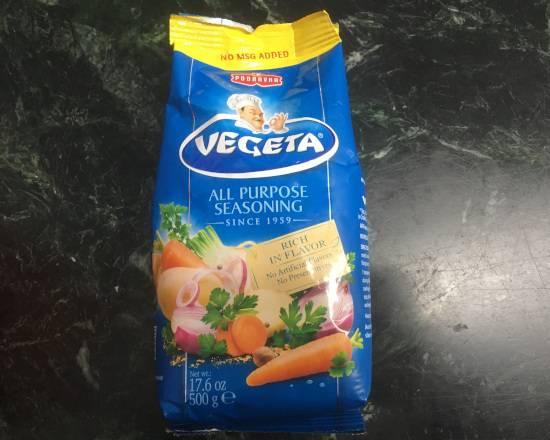 NO MSG ADDED
PODRAVKA
VEGETA®
ALL PURPOSE
SEASONING
SINCE 1959
RICH
IN FLAVOR
No Artificial Flavors
No Preservatives
Net wt.:
17.6 oz
500 g ℮